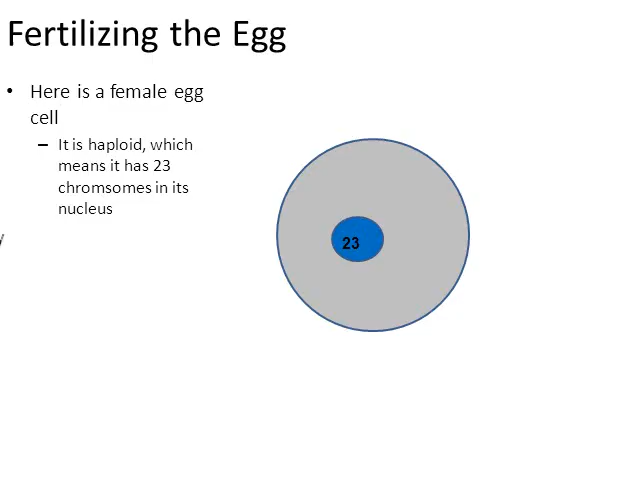 Fertilizing the Egg
• Here is a female egg
cell
– It is haploid, which
means it has 23
chromsomes in its
nucleus
23